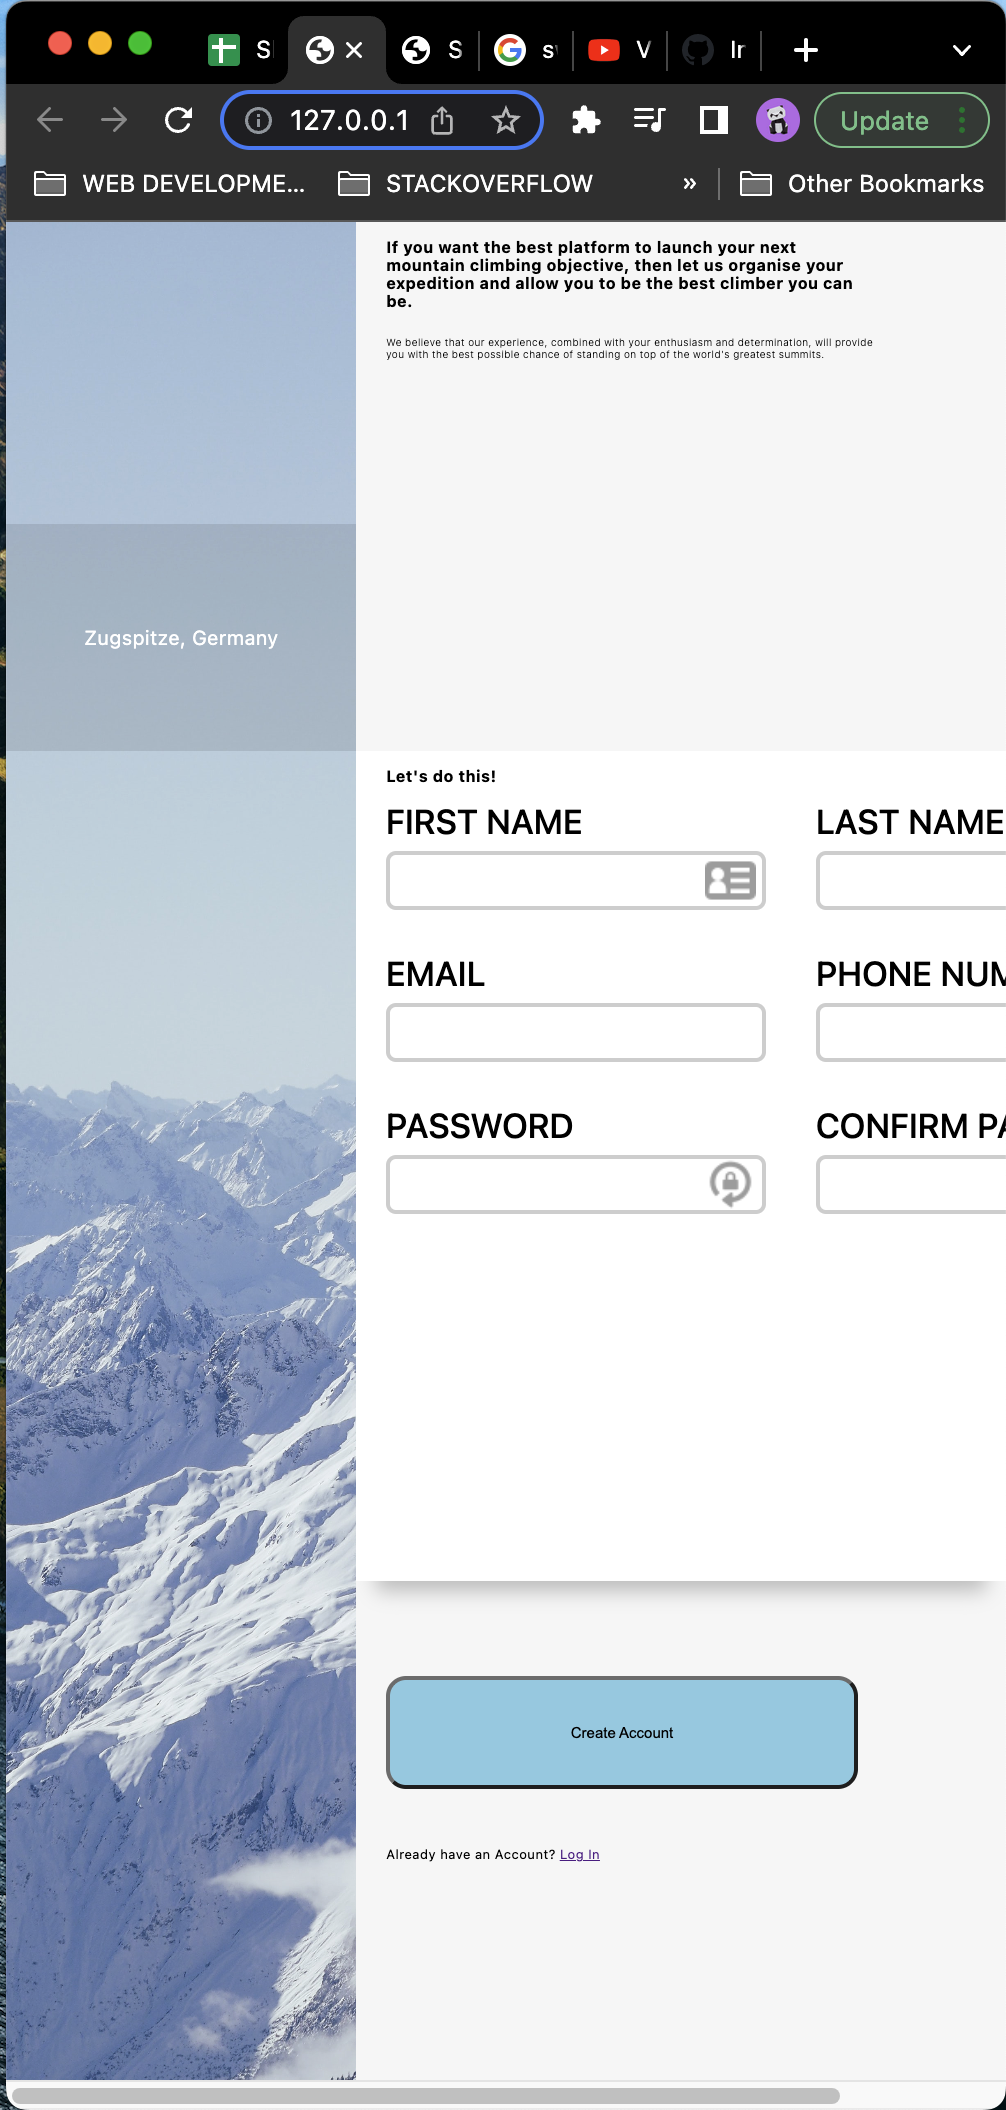 S
S
s
V
Ir
127.0.0.1
Update
WEB DEVELOPME...
STACKOVERFLOW
»
Other Bookmarks
If you want the best platform to launch your next
mountain climbing objective, then let us organise your
expedition and allow you to be the best climber you can
be.
We believe that our experience, combined with your enthusiasm and determination, will provide
you with the best possible chance of standing on top of the world's greatest summits.
Zugspitze, Germany
Let's do this!
FIRST NAME
LAST NAME
EMAIL
PHONE NUM
PASSWORD
CONFIRM PA
Create Account
Already have an Account? Log In